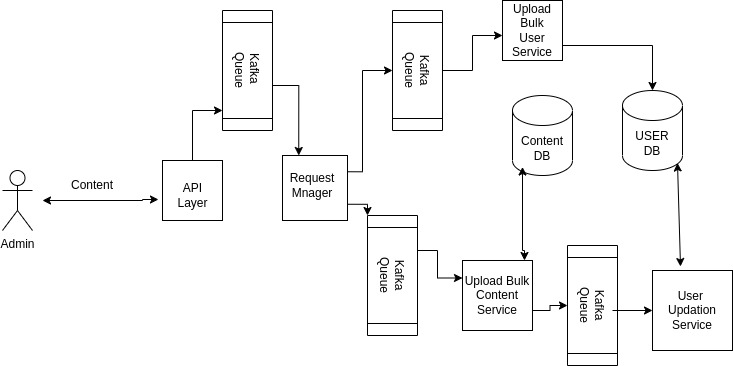 Upload
Bulk
User
Service
Kafka
Queue
Kafka
Queue
Content
DB
USER
DB
Content
API
Layer
Request
Mnager
Admin
Kafka
Queue
Upload Bulk
Content
Service
Kafka
Queue
User
Updation
Service